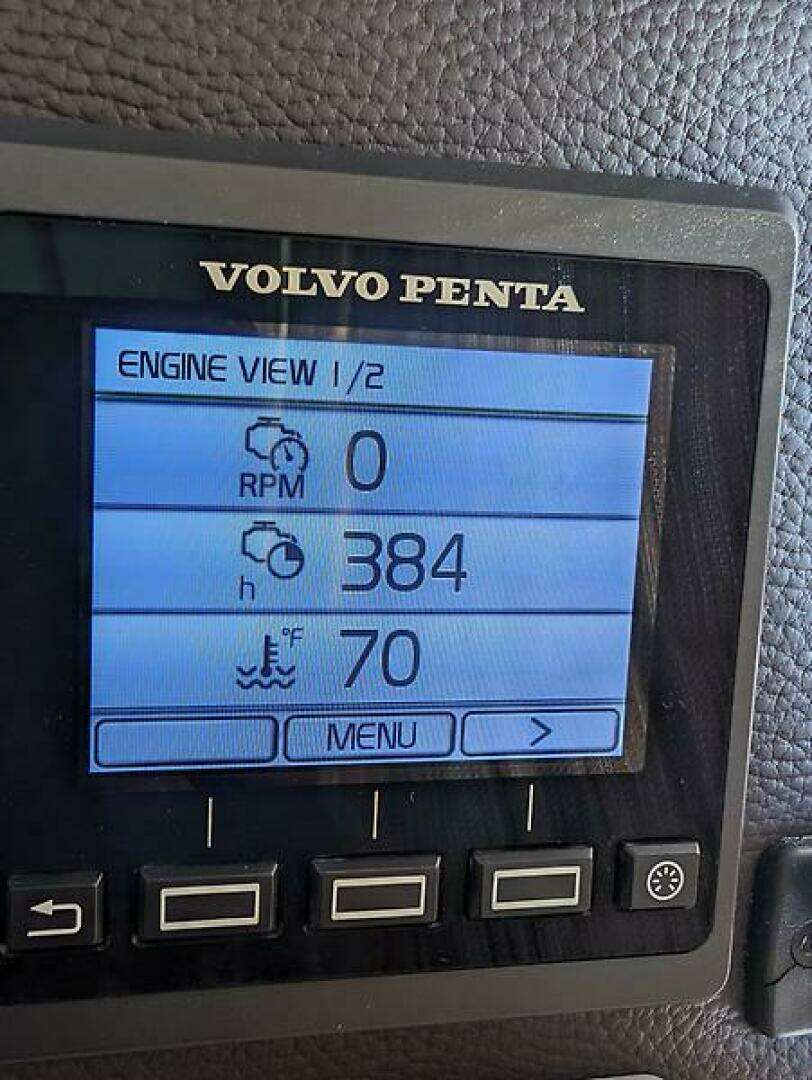 VOLVO PENTA
ENGINE VIEW 1/2
RPM 0
h 384
°F 70
MENU >